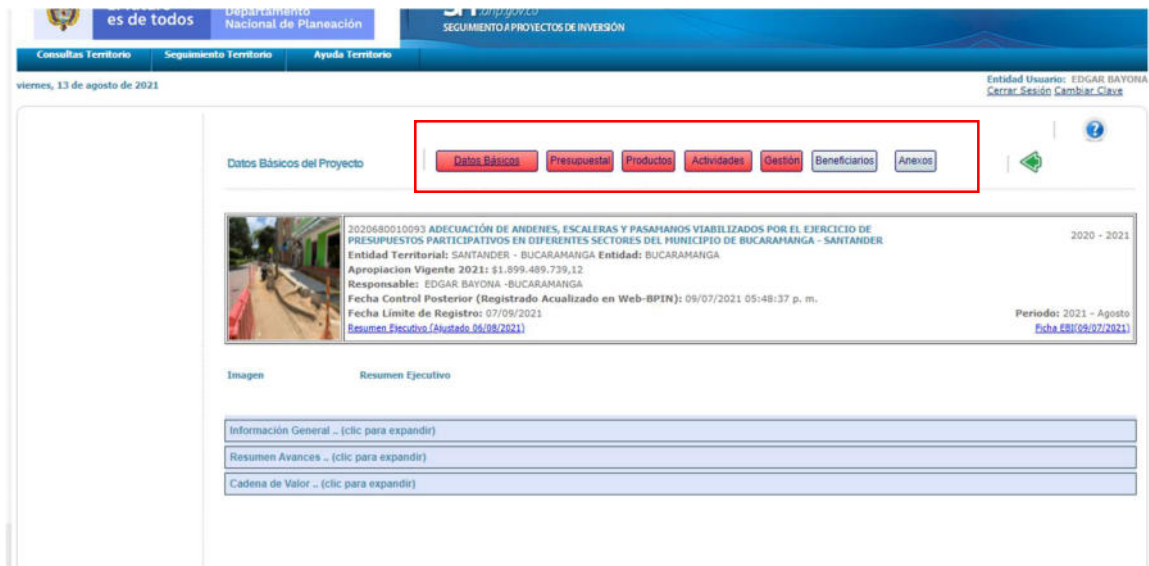 es de todos
Departamento
Nacional de Planeación
SPI.dnp.gov.co
SEGUIMIENTO A PROYECTOS DE INVERSIÓN
Consultas Territorio Seguimiento Territorio Ayuda Territorio
viernes, 13 de agosto de 2021
Entidad Usuario: EDGAR BAYONA
Cerrar Sesión Cambiar Clave
Datos Básicos del Proyecto
Datos Básicos Presupuestal Productos Actividades Gestión Beneficiarios Anexos
2020680010093 ADECUACIÓN DE ANDENES, ESCALERAS Y PASAMANOS VIABILIZADOS POR EL EJERCICIO DE
PRESUPUESTOS PARTICIPATIVOS EN DIFERENTES SECTORES DEL MUNICIPIO DE BUCARAMANGA - SANTANDER
2020 - 2021
Entidad Territorial: SANTANDER - BUCARAMANGA Entidad: BUCARAMANGA
Apropiacion Vigente 2021: $1.899.489.739,12
Responsable: EDGAR BAYONA -BUCARAMANGA
Fecha Control Posterior (Registrado Acualizado en Web-BPIN): 09/07/2021 05:48:37 p. m.
Fecha Límite de Registro: 07/09/2021
Periodo: 2021 - Agosto
Resumen Ejecutivo (Ajustado 06/08/2021)
Ficha EBI(09/07/2021)
Imagen Resumen Ejecutivo
Información General .. (clic para expandir)
Resumen Avances .. (clic para expandir)
Cadena de Valor .. (clic para expandir)